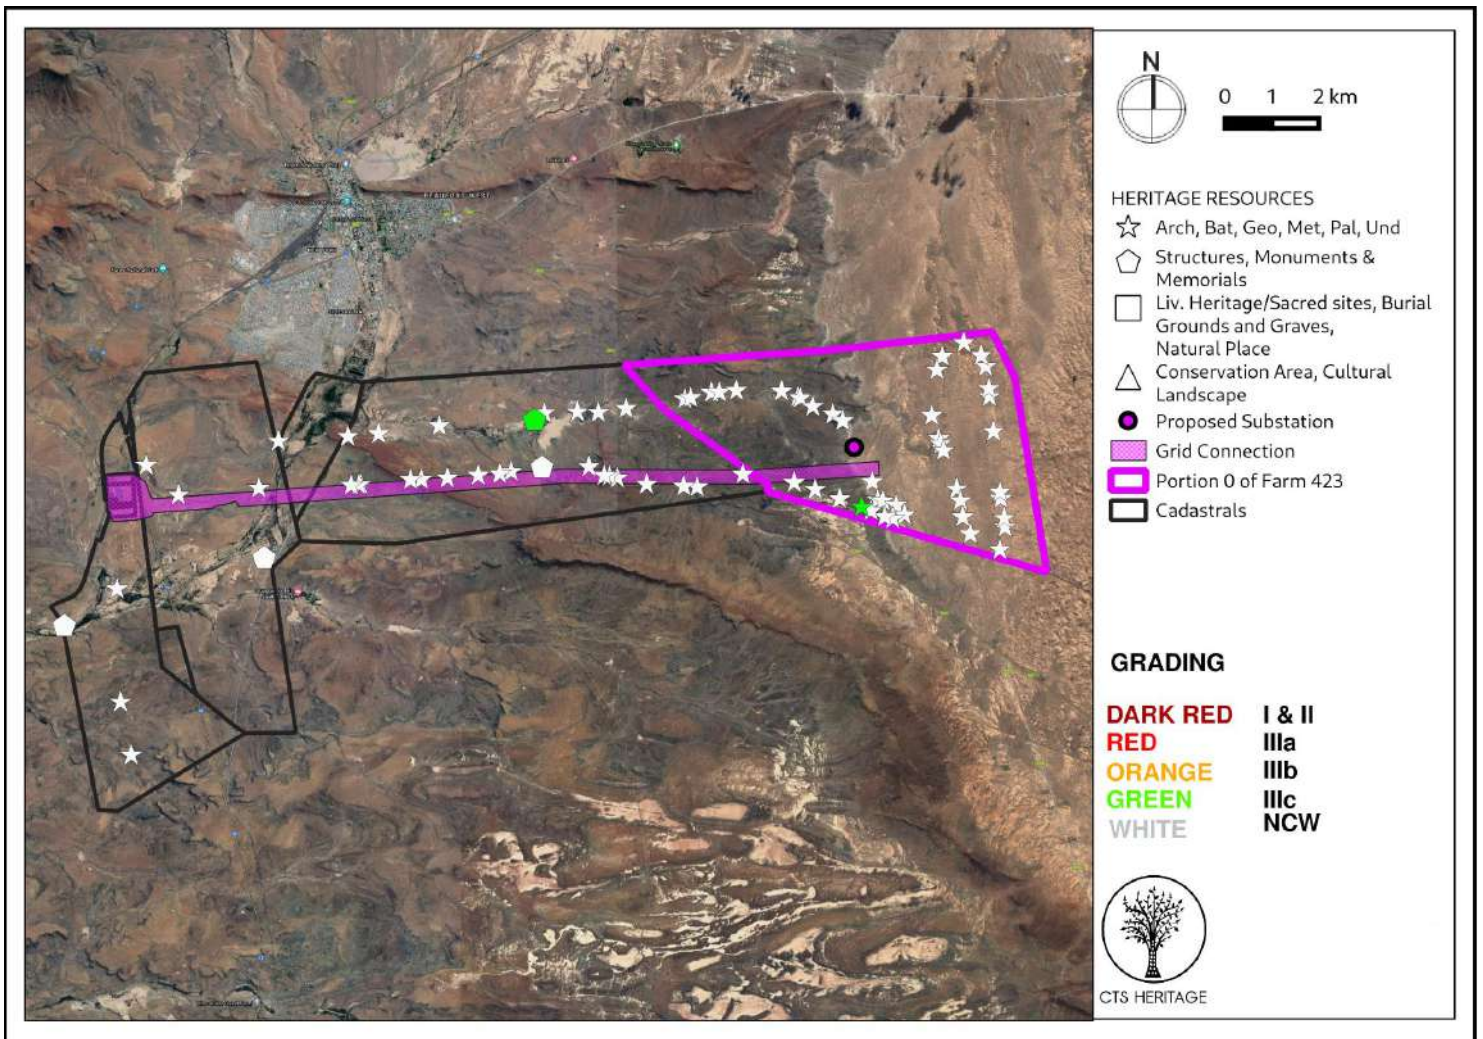 N
0 1 2 km
HERITAGE RESOURCES
Arch, Bat, Geo, Met, Pal, Und
Structures, Monuments &
Memorials
Liv. Heritage/Sacred sites, Burial
Grounds and Graves,
Natural Place
Conservation Area, Cultural
Landscape
Proposed Substation
Grid Connection
Portion 0 of Farm 423
Cadastrals
GRADING
DARK RED I & II
RED IIIa
ORANGE IIIb
GREEN IIIc
WHITE NCW
CTS HERITAGE